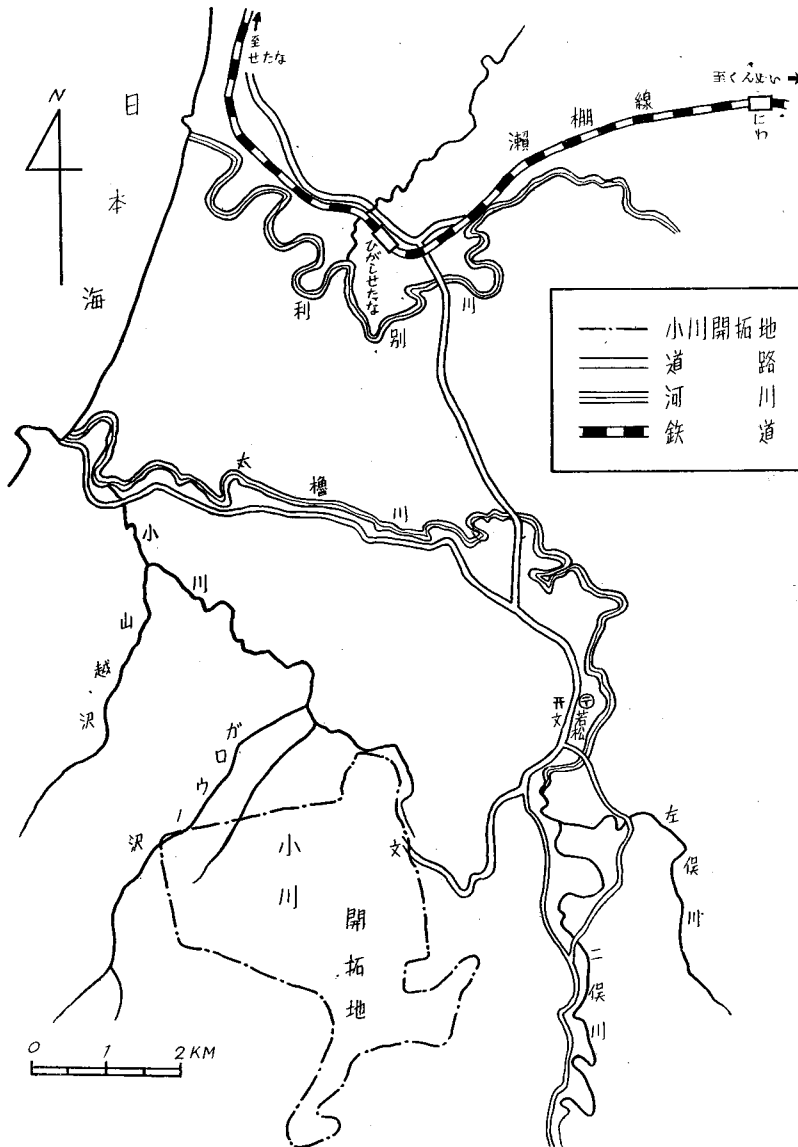 至
せたな
至くんぬい
N
瀬棚線
にわ
日本海
ひがしせたな
利別川
小川開拓地
道路
河川
鉄道
太櫓川
小川
山越沢
开
文
〒
若松
ガロウノ沢
文
左俣川
小川
開拓地
二俣川
0 1 2 KM